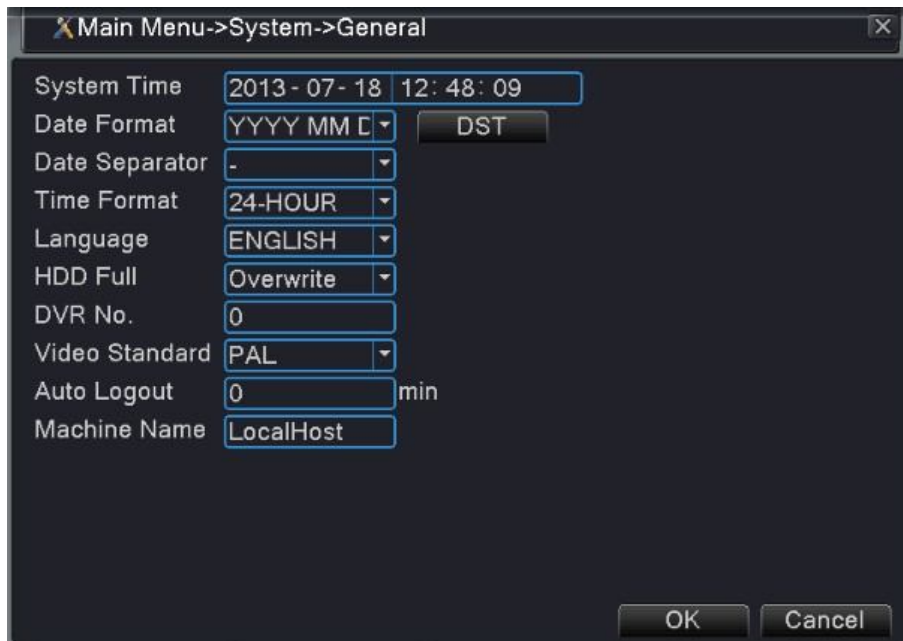 Main Menu->System->General
System Time 2013-07-18 12:48:09
Date Format YYYY MM D DST
Date Separator -
Time Format 24-HOUR
Language ENGLISH
HDD Full Overwrite
DVR No. 0
Video Standard PAL
Auto Logout 0 min
Machine Name LocalHost
OK Cancel